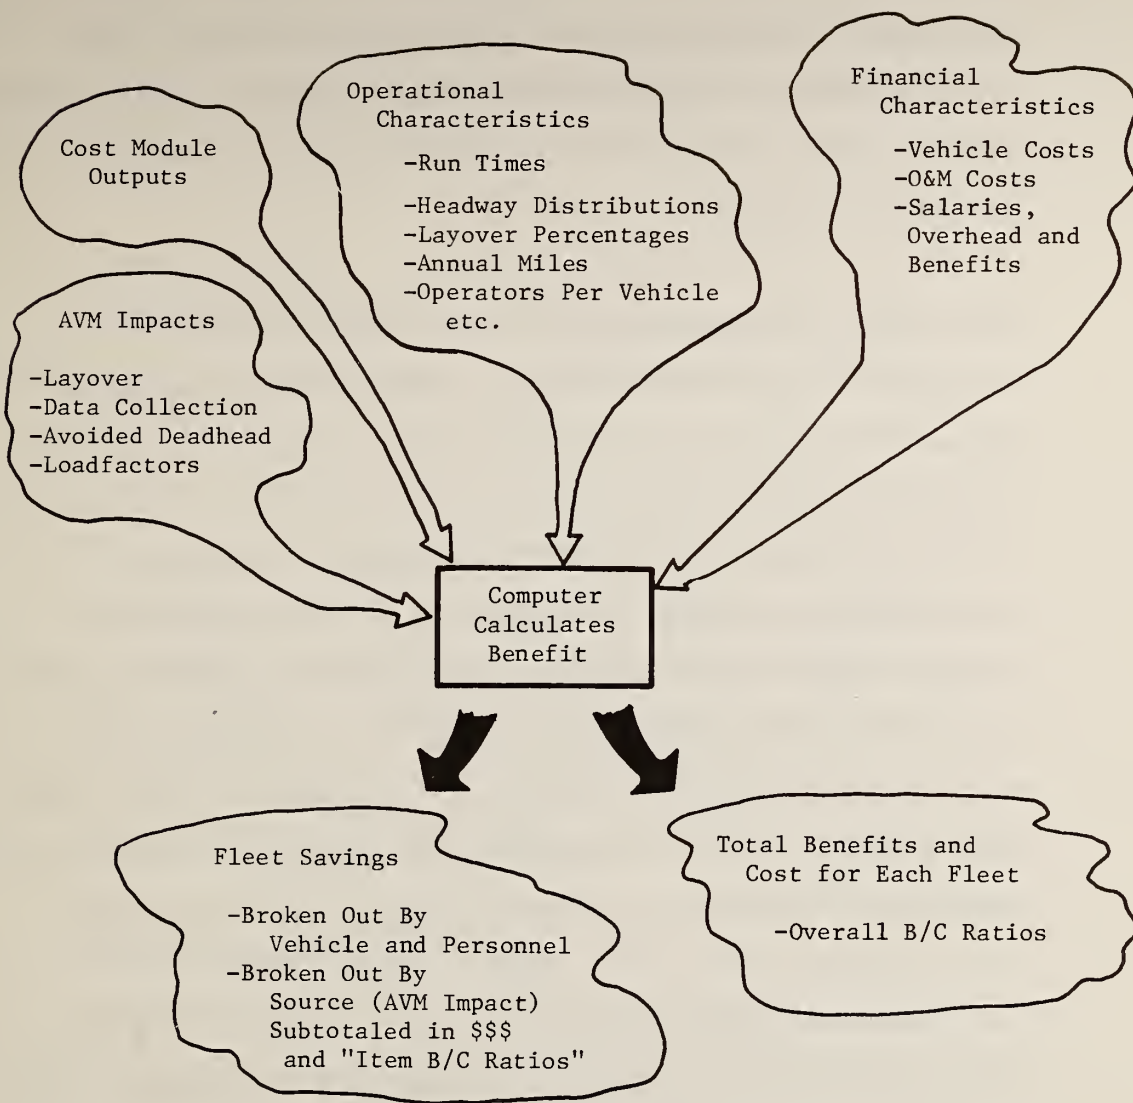 Cost Module
Outputs
AVM Impacts
-Layover
-Data Collection
-Avoided Deadhead
-Loadfactors
Operational
Characteristics
-Run Times
-Headway Distributions
-Layover Percentages
-Annual Miles
-Operators Per Vehicle
etc.
Financial
Characteristics
-Vehicle Costs
-O&M Costs
-Salaries,
Overhead and
Benefits
Computer
Calculates
Benefit
Fleet Savings
-Broken Out By
Vehicle and Personnel
-Broken Out By
Source (AVM Impact)
Subtotaled in $$$
and "Item B/C Ratios"
Total Benefits and
Cost for Each Fleet
-Overall B/C Ratios